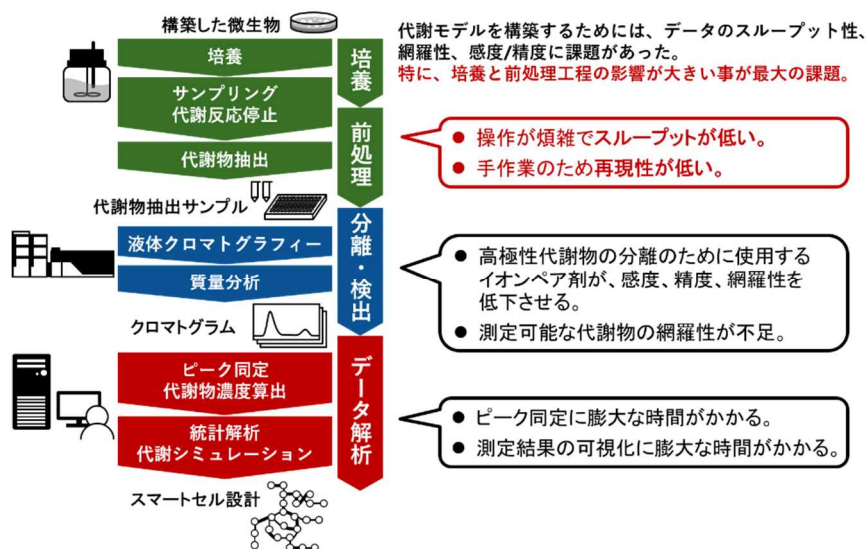 構築した微生物
培養
サンプリング
代謝反応停止
代謝物抽出
代謝物抽出サンプル
液体クロマトグラフィー
質量分析
クロマトグラム
ピーク同定
代謝物濃度算出
統計解析
代謝シミュレーション
スマートセル設計
培養
前処理
分離・検出
データ解析
代謝モデルを構築するためには、データのスループット性、
網羅性、感度/精度に課題があった。
特に、培養と前処理工程の影響が大きい事が最大の課題。
● 操作が煩雑でスループットが低い。
● 手作業のため再現性が低い。
● 高極性代謝物の分離のために使用する
イオンペア剤が、感度、精度、網羅性を
低下させる。
● 測定可能な代謝物の網羅性が不足。
● ピーク同定に膨大な時間がかかる。
● 測定結果の可視化に膨大な時間がかかる。